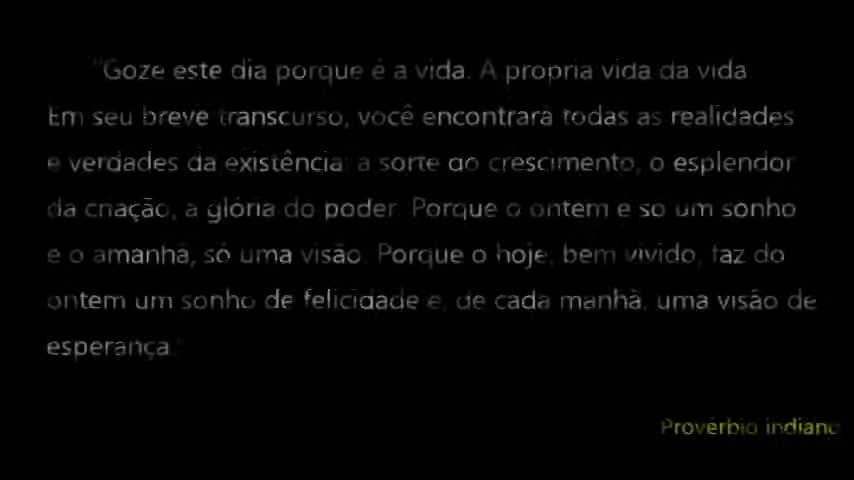 "Goze este dia porque é a vida. A própria vida da vida
Em seu breve transcurso, você encontrará todas as realidades
e verdades da existência: a sorte do crescimento, o esplendor
da criação, a glória do poder. Porque o ontem é só um sonho
e o amanhã, só uma visão. Porque o hoje, bem vivido, faz do
ontem um sonho de felicidade e, de cada manhã, uma visão de
esperança."
Provérbio indiano